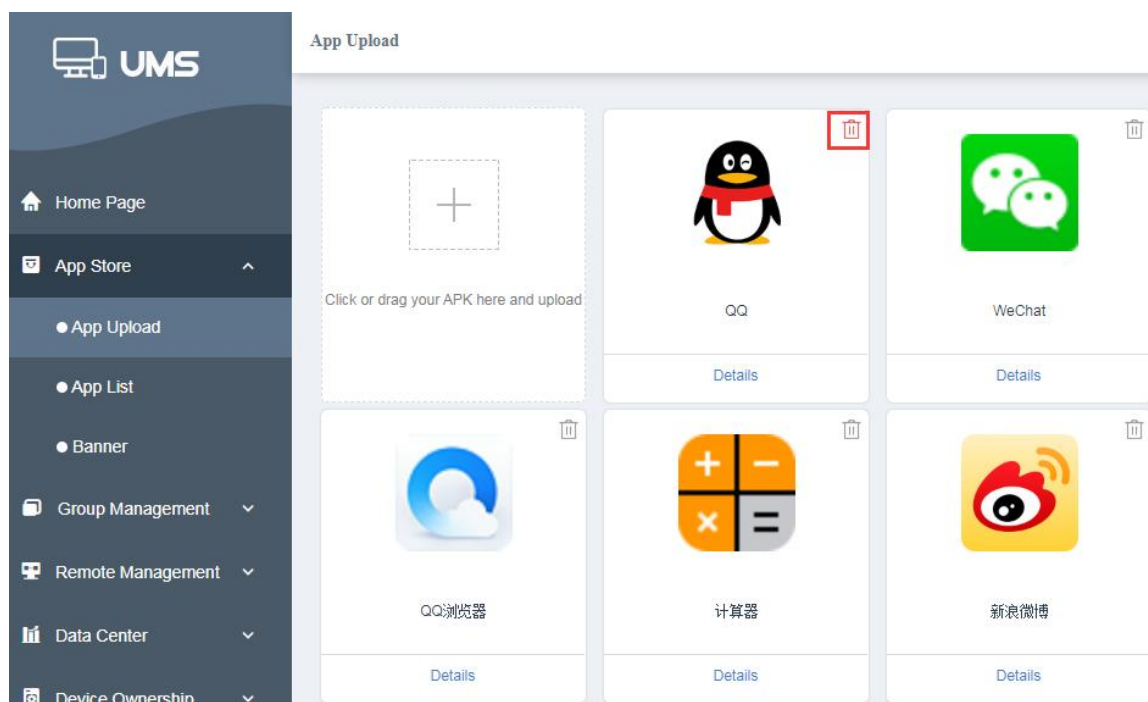 UMS
App Upload
Home Page
App Store
App Upload
App List
Banner
Group Management
Remote Management
Data Center
Device Ownership
Click or drag your APK here and upload
QQ
Details
WeChat
Details
QQ浏览器
Details
计算器
Details
新浪微博
Details